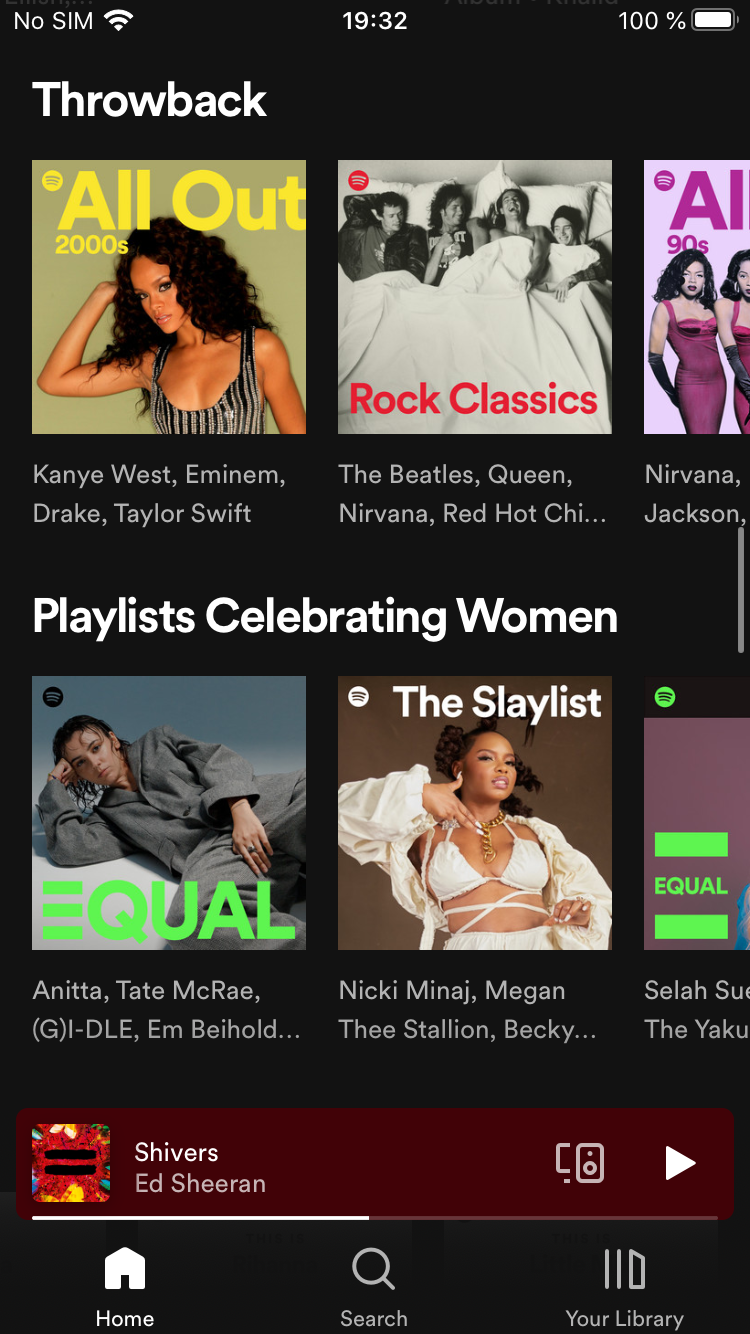 No SIM 19:32 100 %
Throwback
All Out
2000s
Rock Classics
All
90s
Kanye West, Eminem,
Drake, Taylor Swift
The Beatles, Queen,
Nirvana, Red Hot Chi...
Nirvana,
Jackson,
Playlists Celebrating Women
EQUAL
The Slaylist
EQUAL
Anitta, Tate McRae,
(G)I-DLE, Em Beihold...
Nicki Minaj, Megan
Thee Stallion, Becky...
Selah Sue
The Yaku
Shivers
Ed Sheeran
Home
Search
Your Library